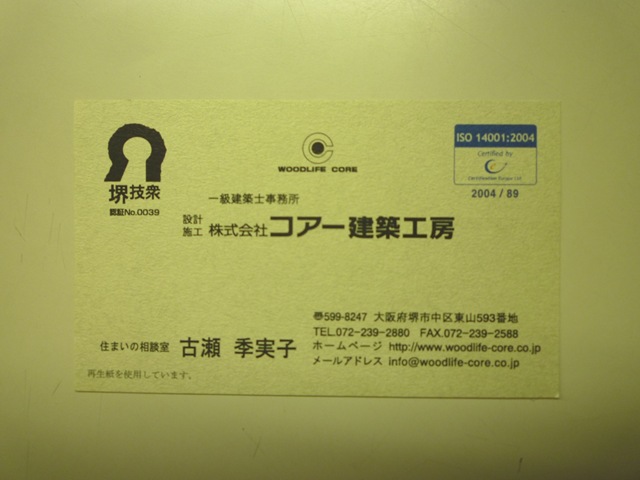 堺技衆
認証No.0039
WOODLIFE CORE
ISO 14001:2004
Certified by
Certification Europe Ltd
2004 / 89
一級建築士事務所
設計
施工
株式会社コアー建築工房
〒599-8247 大阪府堺市中区東山593番地
TEL.072-239-2880 FAX.072-239-2588
ホームページ http://www.woodlife-core.co.jp
メールアドレス info@woodlife-core.co.jp
住まいの相談室 古瀬 季実子
再生紙を使用しています。